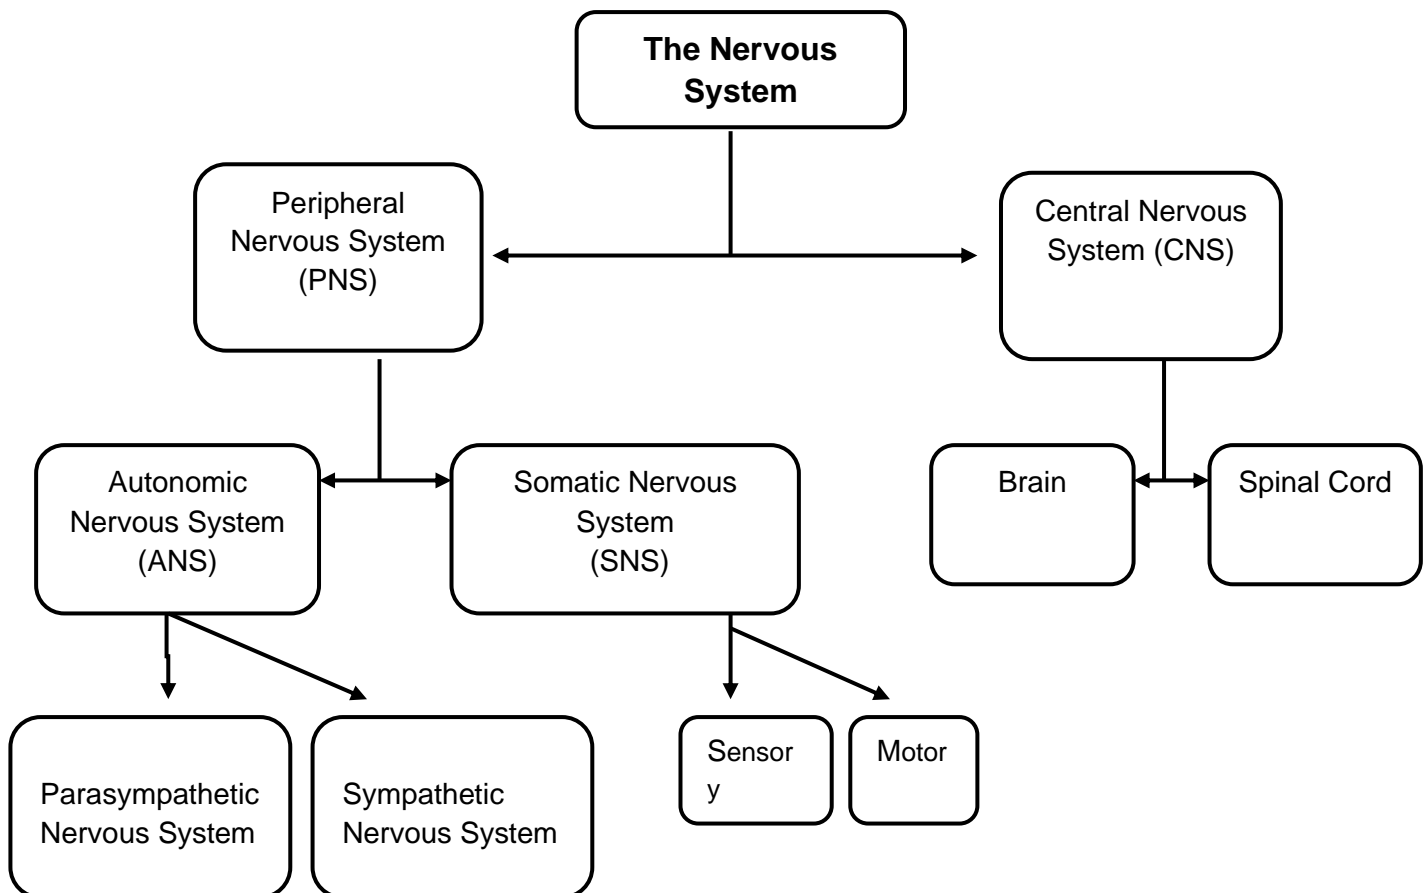 The Nervous
System
Peripheral
Nervous System
(PNS)
Central Nervous
System (CNS)
Autonomic
Nervous System
(ANS)
Somatic Nervous
System
(SNS)
Brain
Spinal Cord
Parasympathetic
Nervous System
Sympathetic
Nervous System
Sensor
y
Motor